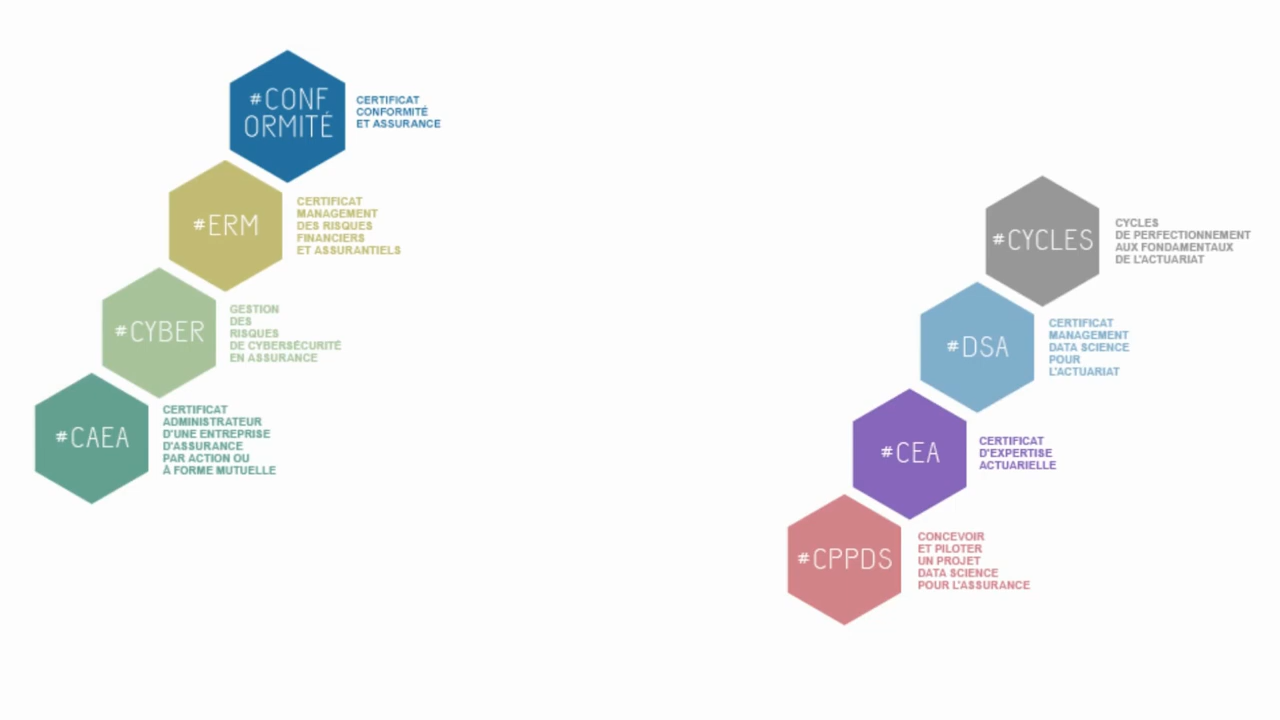 #CONF
ORMITÉ
CERTIFICAT
CONFORMITÉ
ET ASSURANCE
#ERM
CERTIFICAT
MANAGEMENT
DES RISQUES
FINANCIERS
ET ASSURANTIELS
#CYBER
GESTION
DES
RISQUES
DE CYBERSÉCURITÉ
EN ASSURANCE
#CAEA
CERTIFICAT
ADMINISTRATEUR
D'UNE ENTREPRISE
D'ASSURANCE
PAR ACTION OU
À FORME MUTUELLE
#CYCLES
CYCLES
DE PERFECTIONNEMENT
AUX FONDAMENTAUX
DE L'ACTUARIAT
#DSA
CERTIFICAT
MANAGEMENT
DATA SCIENCE
POUR
L'ACTUARIAT
#CEA
CERTIFICAT
D'EXPERTISE
ACTUARIELLE
#CPPDS
CONCEVOIR
ET PILOTER
UN PROJET
DATA SCIENCE
POUR L'ASSURANCE